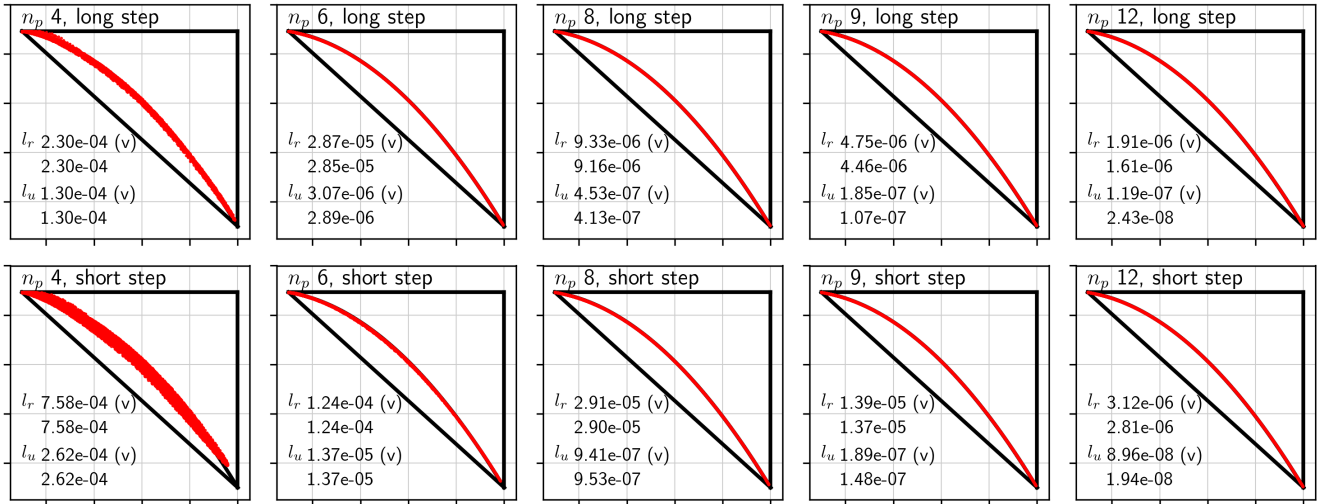 n_p 4, long step
l_r 2.30e-04 (v)
2.30e-04
l_u 1.30e-04 (v)
1.30e-04
n_p 6, long step
l_r 2.87e-05 (v)
2.85e-05
l_u 3.07e-06 (v)
2.89e-06
n_p 8, long step
l_r 9.33e-06 (v)
9.16e-06
l_u 4.53e-07 (v)
4.13e-07
n_p 9, long step
l_r 4.75e-06 (v)
4.46e-06
l_u 1.85e-07 (v)
1.07e-07
n_p 12, long step
l_r 1.91e-06 (v)
1.61e-06
l_u 1.19e-07 (v)
2.43e-08
n_p 4, short step
l_r 7.58e-04 (v)
7.58e-04
l_u 2.62e-04 (v)
2.62e-04
n_p 6, short step
l_r 1.24e-04 (v)
1.24e-04
l_u 1.37e-05 (v)
1.37e-05
n_p 8, short step
l_r 2.91e-05 (v)
2.90e-05
l_u 9.41e-07 (v)
9.53e-07
n_p 9, short step
l_r 1.39e-05 (v)
1.37e-05
l_u 1.89e-07 (v)
1.48e-07
n_p 12, short step
l_r 3.12e-06 (v)
2.81e-06
l_u 8.96e-08 (v)
1.94e-08